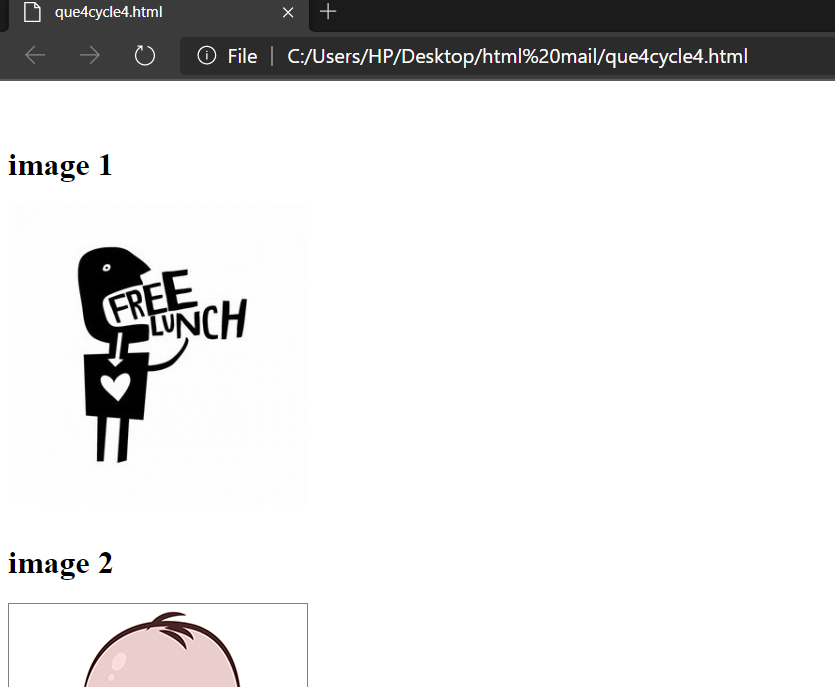 que4cycle4.html
File | C:/Users/HP/Desktop/html%20mail/que4cycle4.html
image 1
FREE
LUNCH
image 2